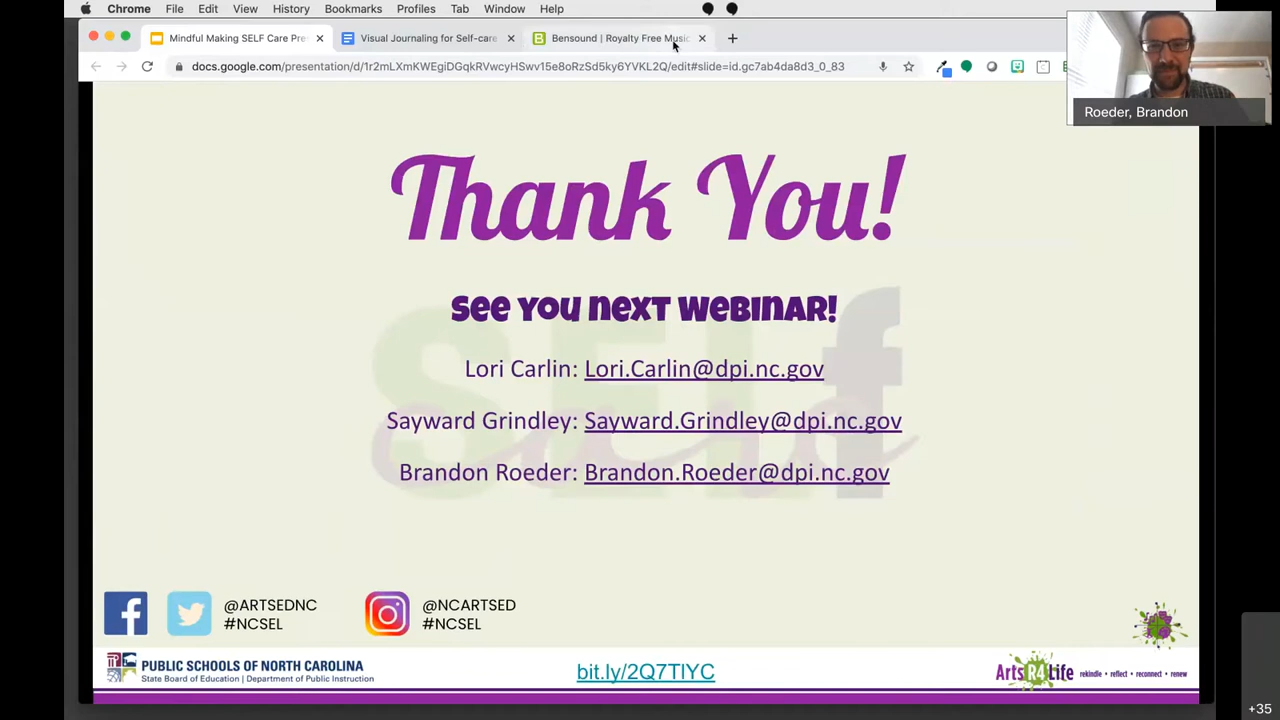 Chrome File Edit View History Bookmarks Profiles Tab Window Help
Mindful Making SELF Care Pre
Visual Journaling for Self-care
Bensound | Royalty Free Music
docs.google.com/presentation/d/1r2mLXmKWEgiDGqkRVwcyHSwv15e8oRzSd5ky6YVKL2Q/edit#slide=id.gc7ab4da8d3_0_83
Roeder, Brandon
Thank You!
See you next webinar!
Lori Carlin: Lori.Carlin@dpi.nc.gov
Sayward Grindley: Sayward.Grindley@dpi.nc.gov
Brandon Roeder: Brandon.Roeder@dpi.nc.gov
SELf
care
@ARTSEDNC
#NCSEL
@NCARTSED
#NCSEL
PUBLIC SCHOOLS OF NORTH CAROLINA
State Board of Education | Department of Public Instruction
bit.ly/2Q7TIYC
Arts R4 Life rekindle • reflect • reconnect • renew
+35